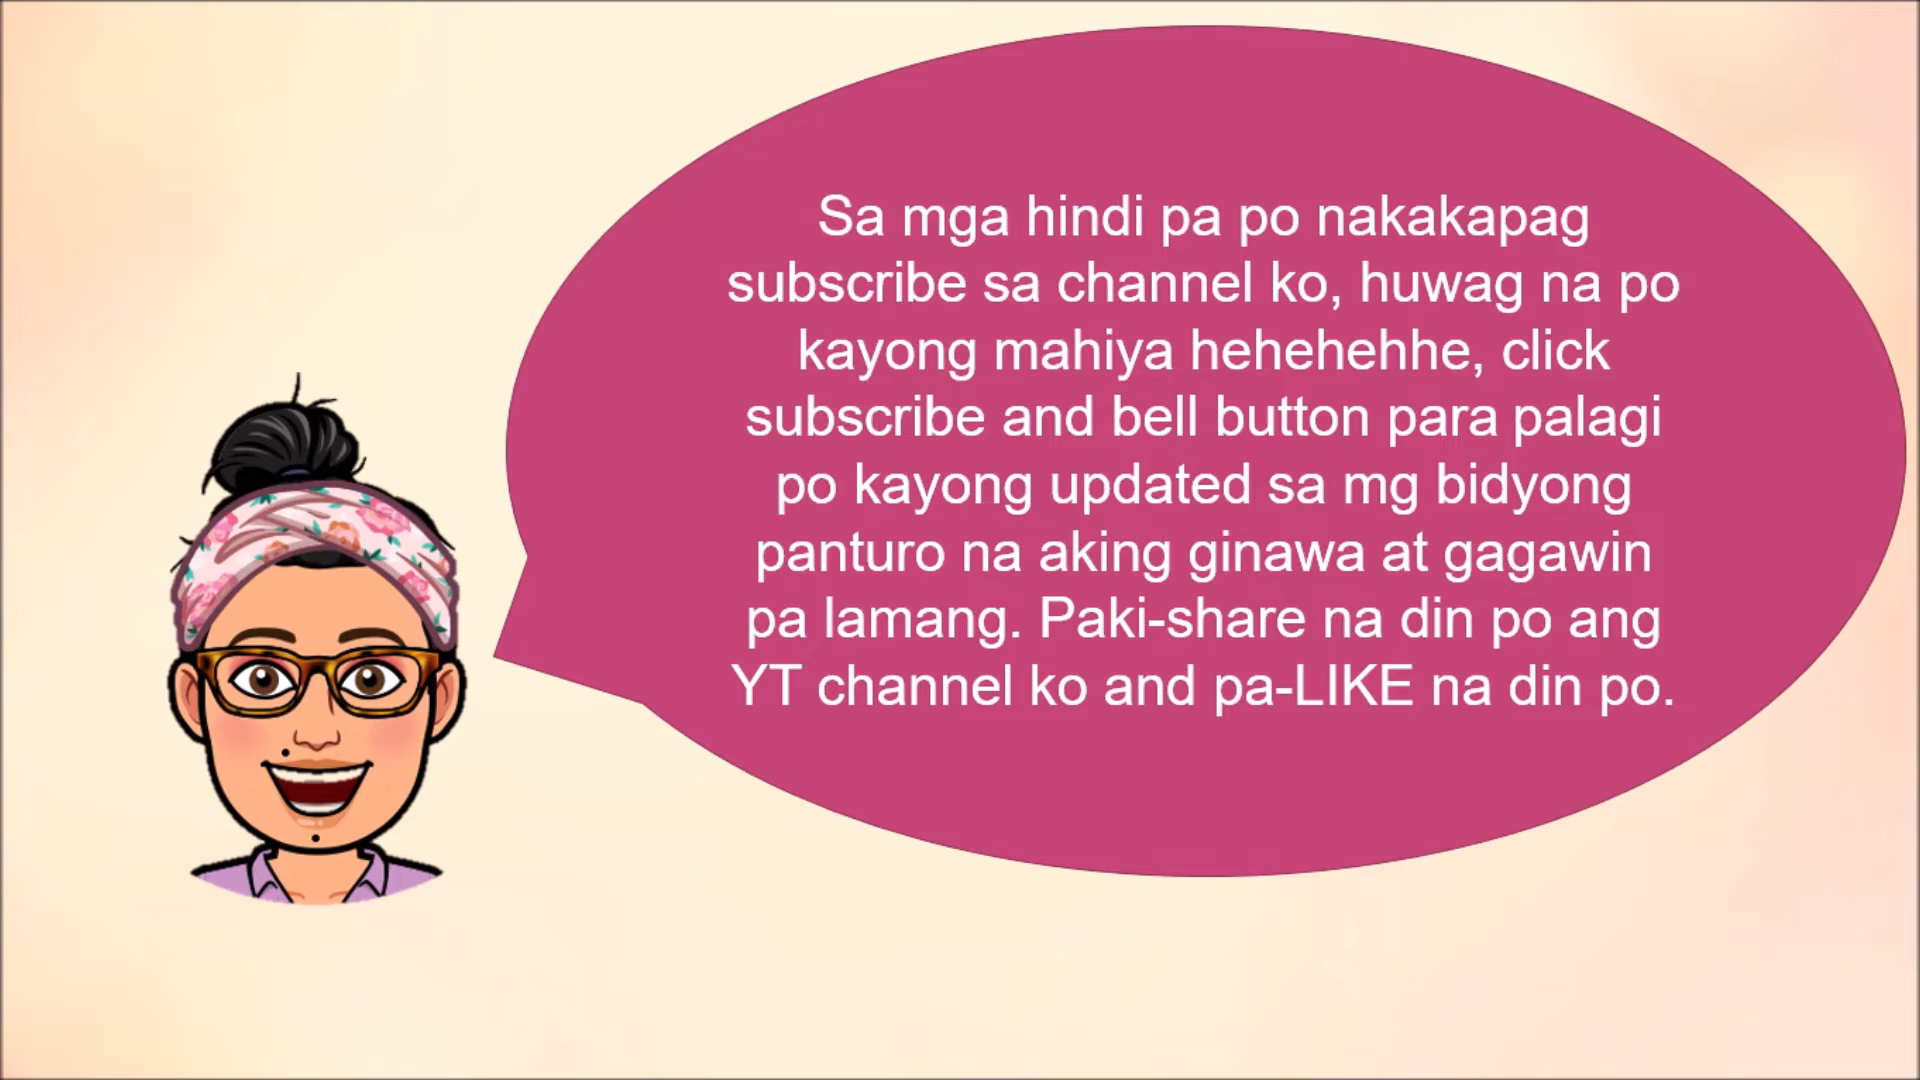 Sa mga hindi pa po nakakapag
subscribe sa channel ko, huwag na po
kayong mahiya hehehehhe, click
subscribe and bell button para palagi
po kayong updated sa mg bidyong
panturo na aking ginawa at gagawin
pa lamang. Paki-share na din po ang
YT channel ko and pa-LIKE na din po.